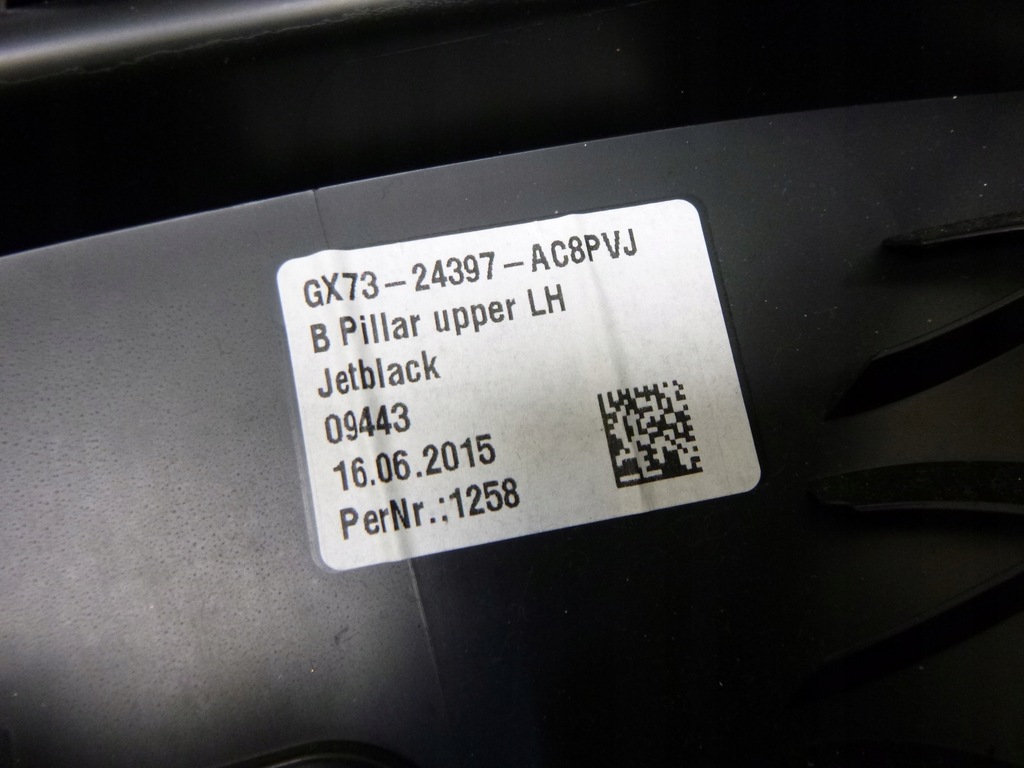 GX73-24397-AC8PVJ
B Pillar upper LH
Jetblack
09443
16.06.2015
PerNr.:1258